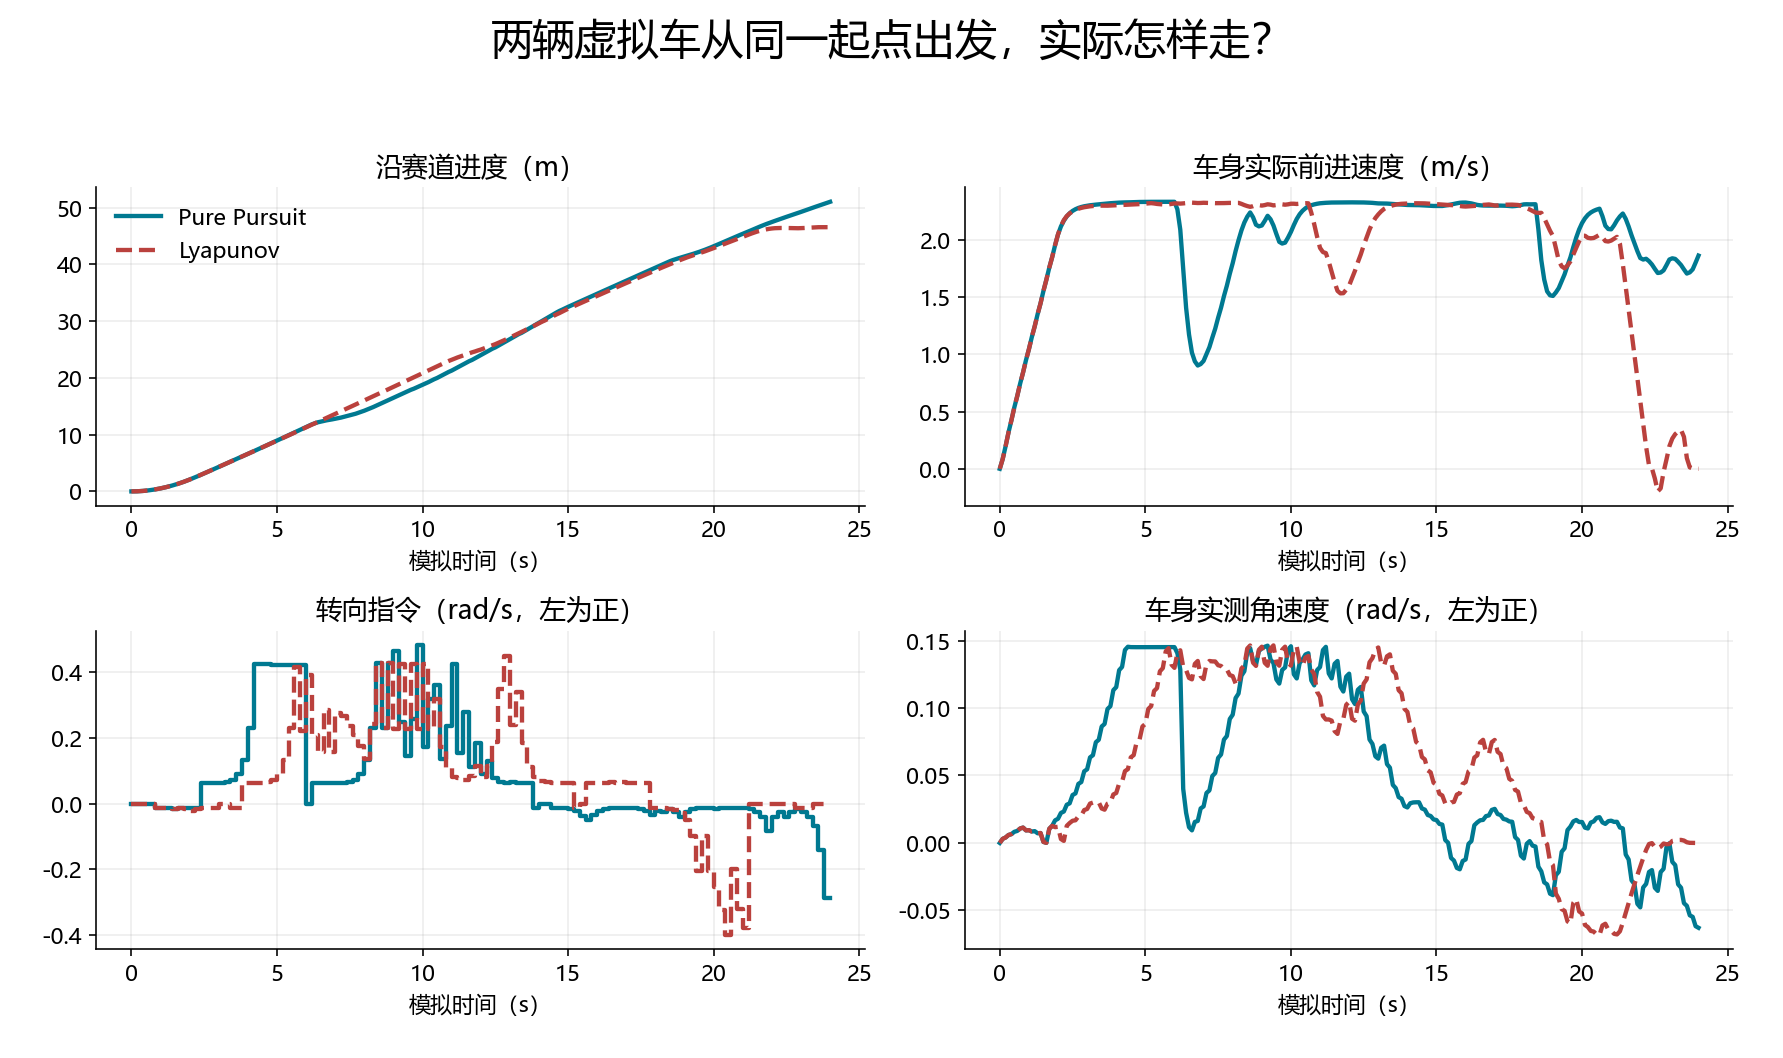 两辆虚拟车从同一起点出发，实际怎样走？
沿赛道进度（m）
50
40
30
20
10
0
Pure Pursuit
Lyapunov
0 5 10 15 20 25
模拟时间（s）
车身实际前进速度（m/s）
2.0
1.5
1.0
0.5
0.0
0 5 10 15 20 25
模拟时间（s）
转向指令（rad/s，左为正）
0.4
0.2
0.0
-0.2
-0.4
0 5 10 15 20 25
模拟时间（s）
车身实测角速度（rad/s，左为正）
0.15
0.10
0.05
0.00
-0.05
0 5 10 15 20 25
模拟时间（s）